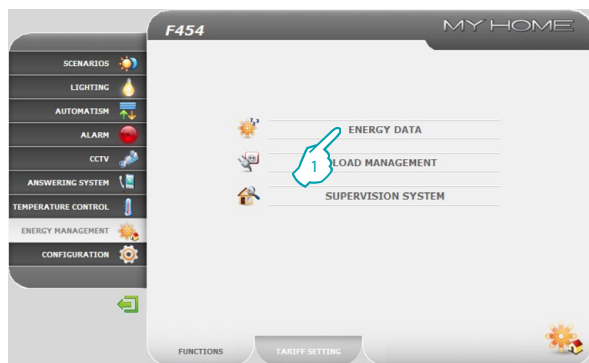 F454
MY HOME
SCENARIOS
LIGHTING
AUTOMATISM
ALARM
CCTV
ANSWERING SYSTEM
TEMPERATURE CONTROL
ENERGY MANAGEMENT
CONFIGURATION
ENERGY DATA
1
LOAD MANAGEMENT
SUPERVISION SYSTEM
FUNCTIONS
TARIFF SETTING